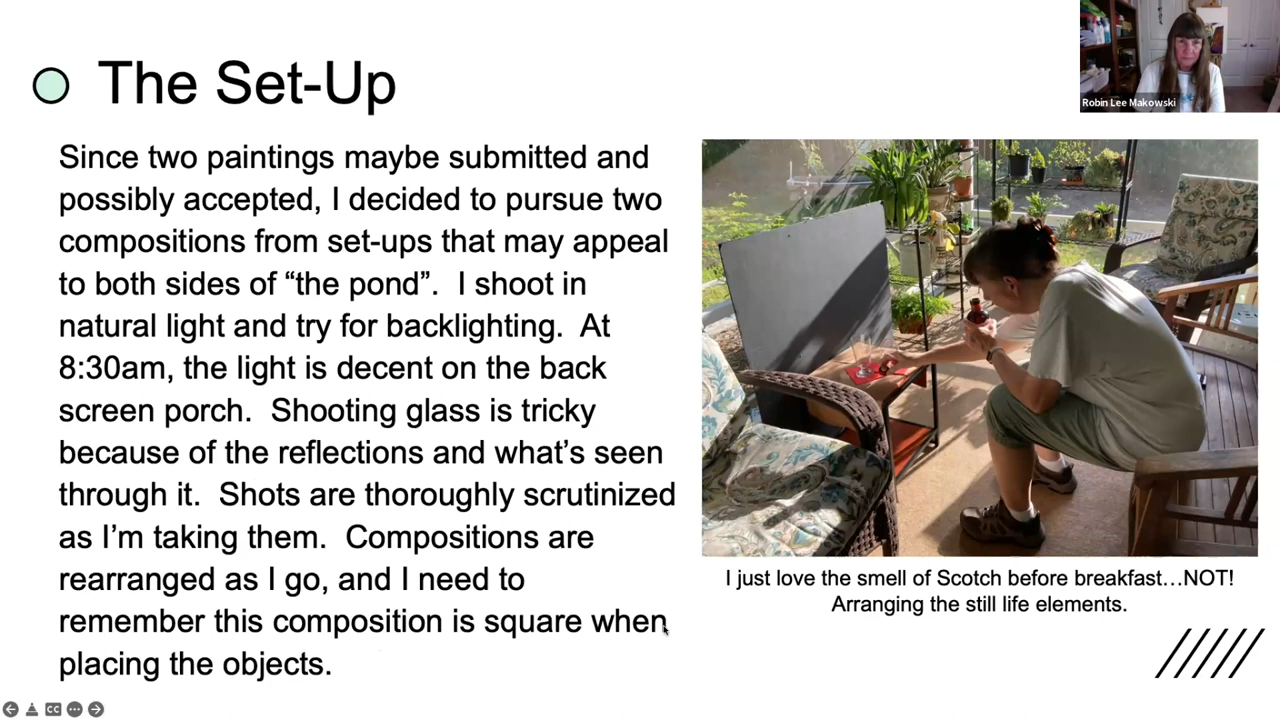 The Set-Up
Robin Lee Makowski
Since two paintings maybe submitted and
possibly accepted, I decided to pursue two
compositions from set-ups that may appeal
to both sides of “the pond”.  I shoot in
natural light and try for backlighting.  At
8:30am, the light is decent on the back
screen porch.  Shooting glass is tricky
because of the reflections and what’s seen
through it.  Shots are thoroughly scrutinized
as I’m taking them.  Compositions are
rearranged as I go, and I need to
remember this composition is square when
placing the objects.
I just love the smell of Scotch before breakfast…NOT!
Arranging the still life elements.
CC